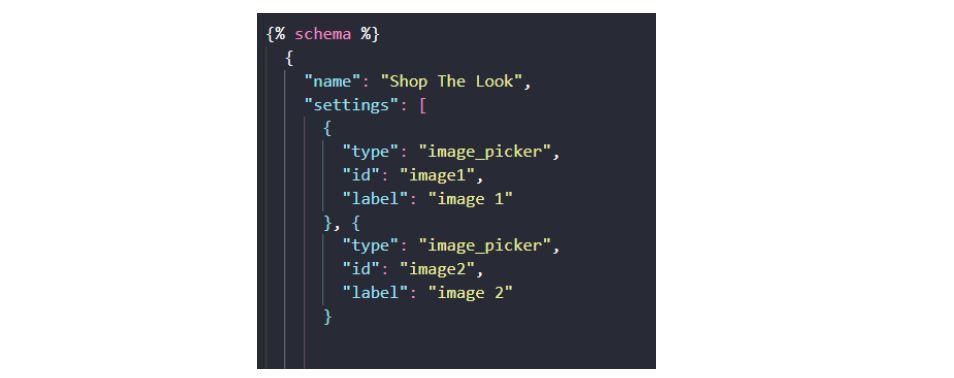 {% schema %}
{
"name": "Shop The Look",
"settings": [
{
"type": "image_picker",
"id": "image1",
"label": "image 1"
}, {
"type": "image_picker",
"id": "image2",
"label": "image 2"
}